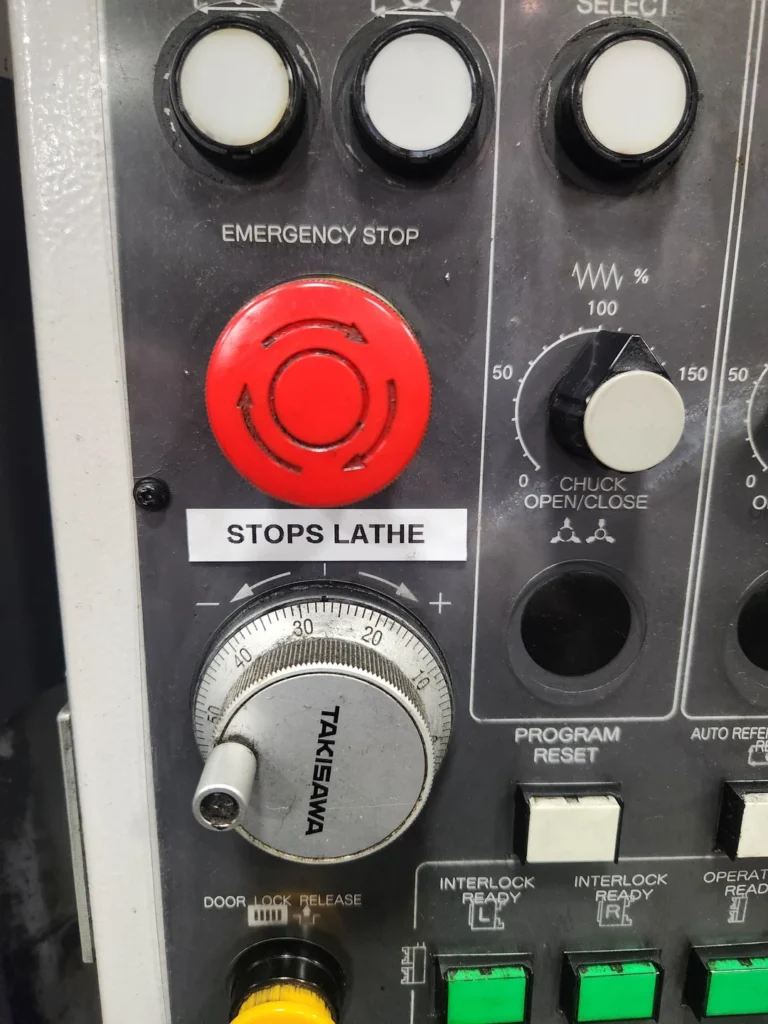 SELECT
EMERGENCY STOP
%
100
50
150
50
0
0
CHUCK
OPEN/CLOSE
STOPS LATHE
- +
30
20
40
10
50
TAKISAWA
PROGRAM
RESET
INTERLOCK
READY
L
INTERLOCK
READY
R
DOOR LOCK RELEASE
AUTO